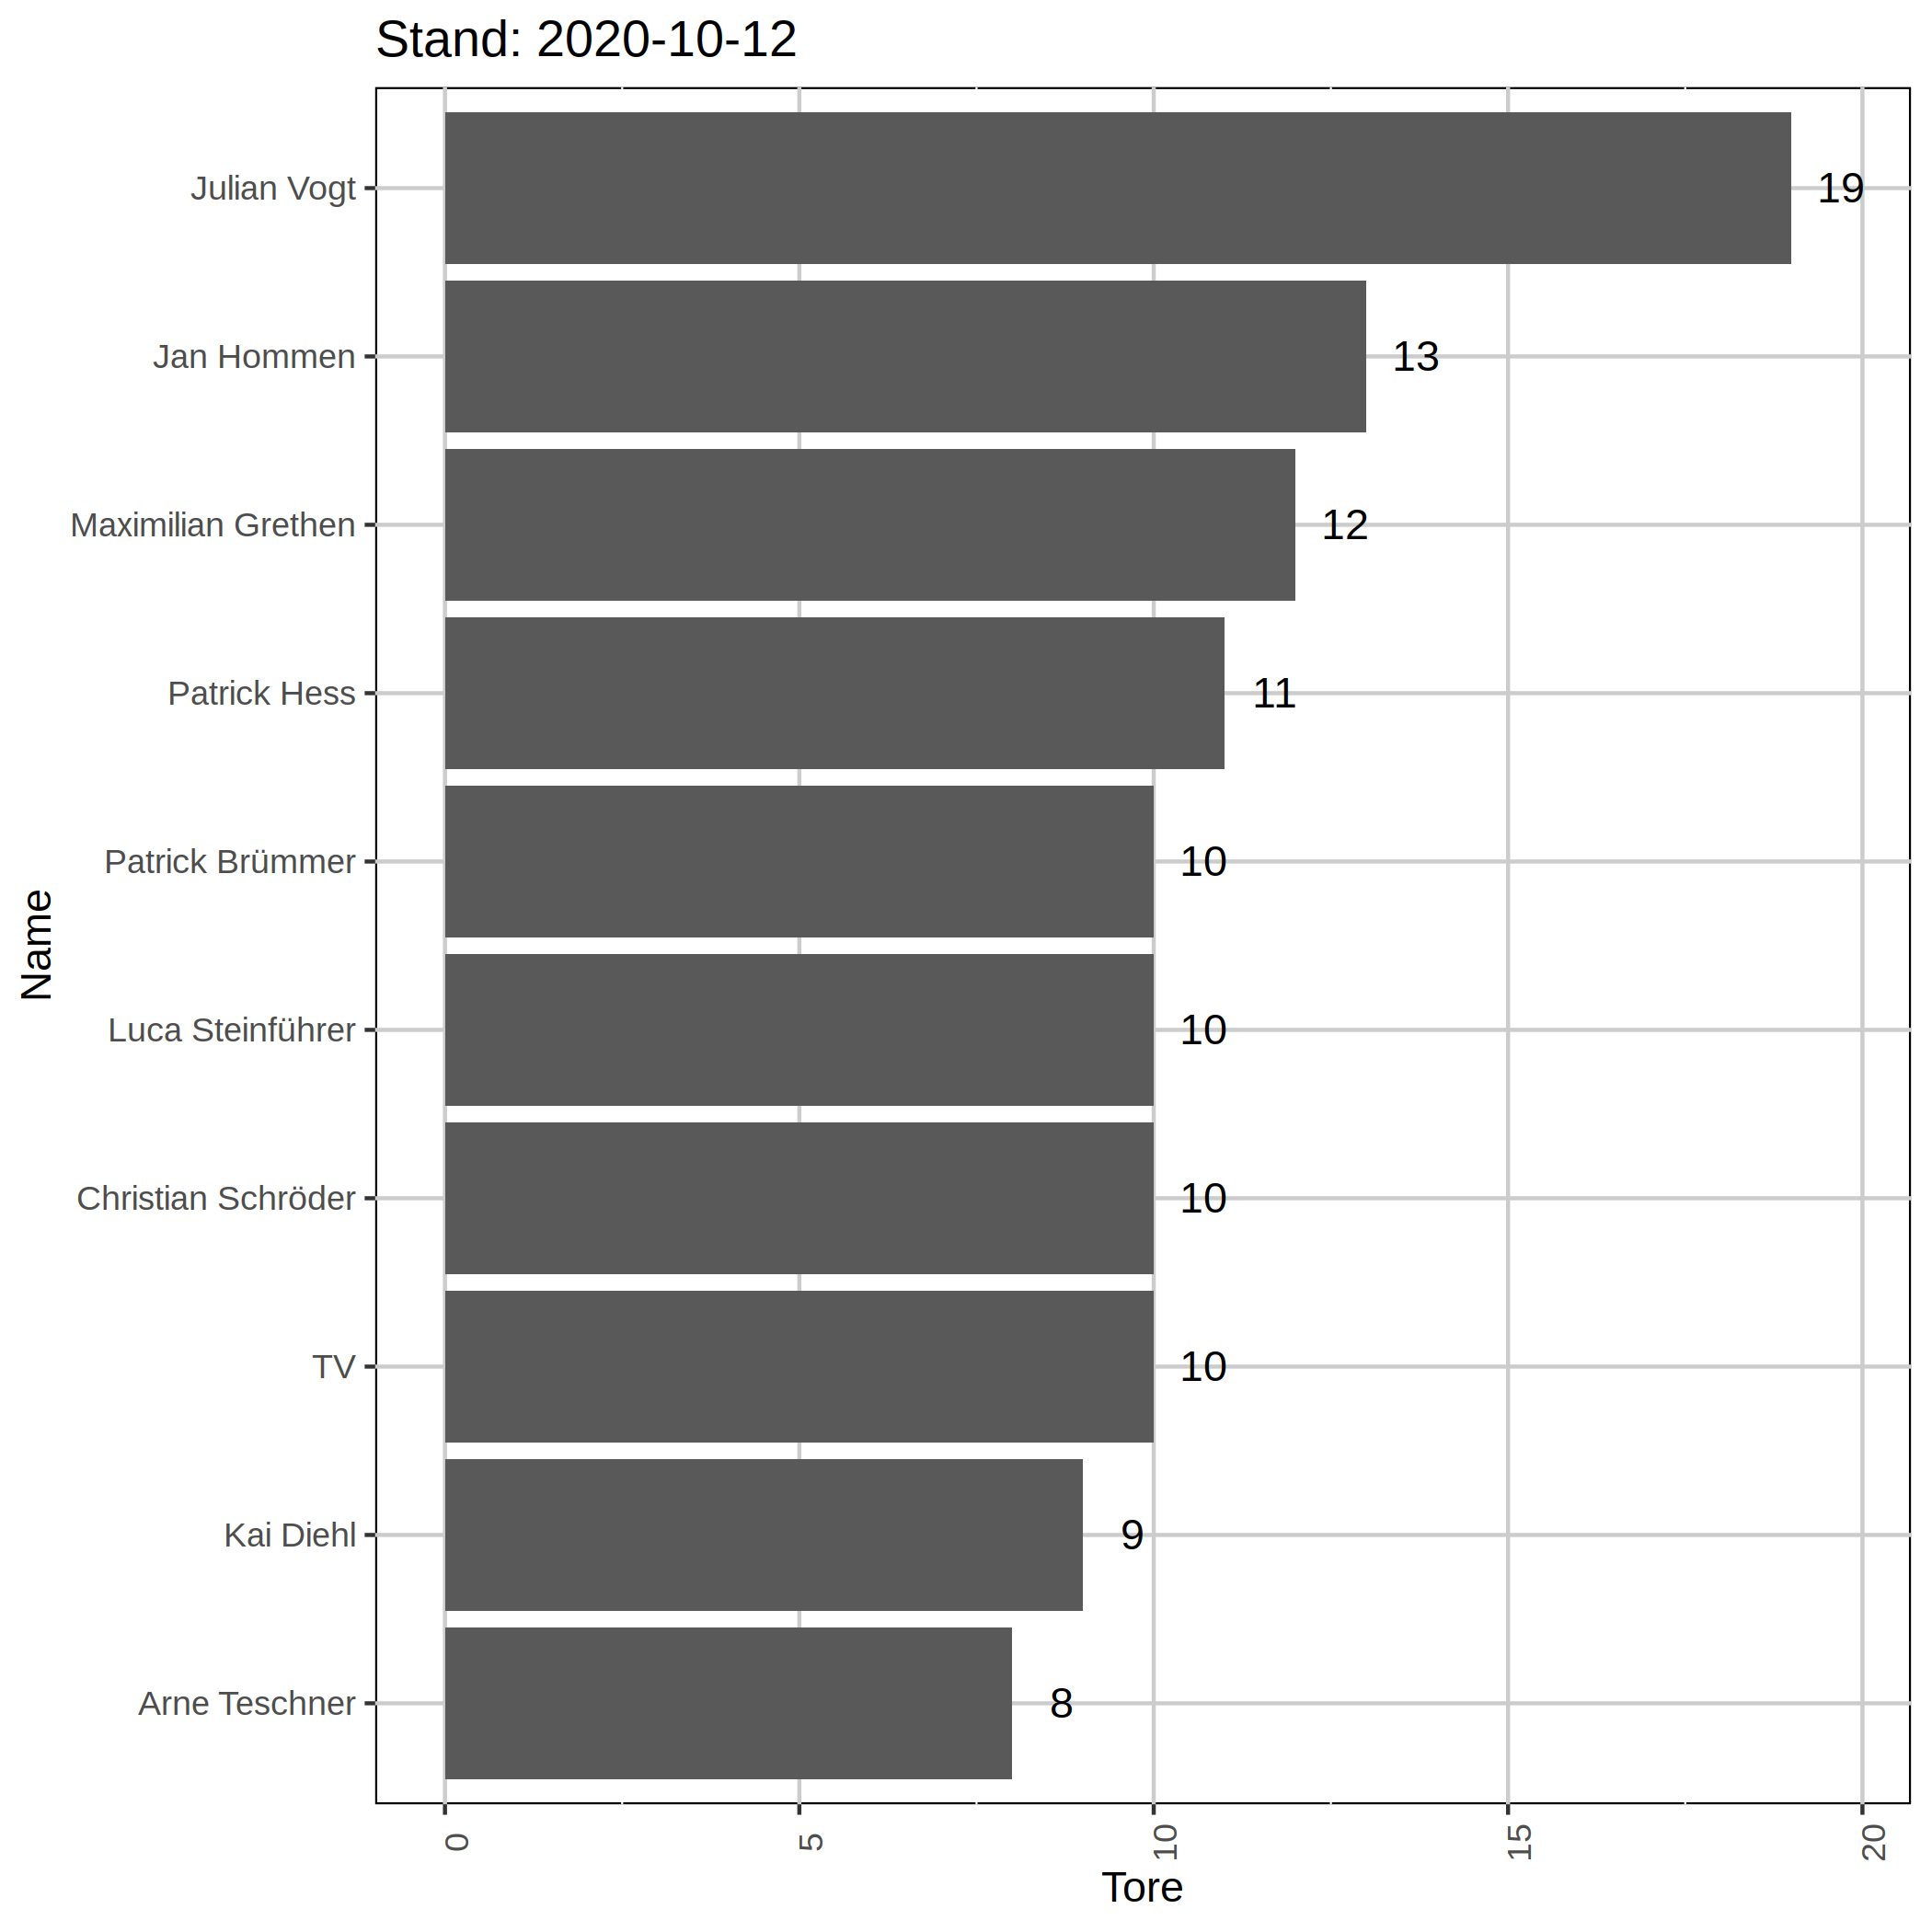 Stand: 2020-10-12
Name
Julian Vogt 19
Jan Hommen 13
Maximilian Grethen 12
Patrick Hess 11
Patrick Brümmer 10
Luca Steinführer 10
Christian Schröder 10
TV 10
Kai Diehl 9
Arne Teschner 8
0 5 10 15 20
Tore